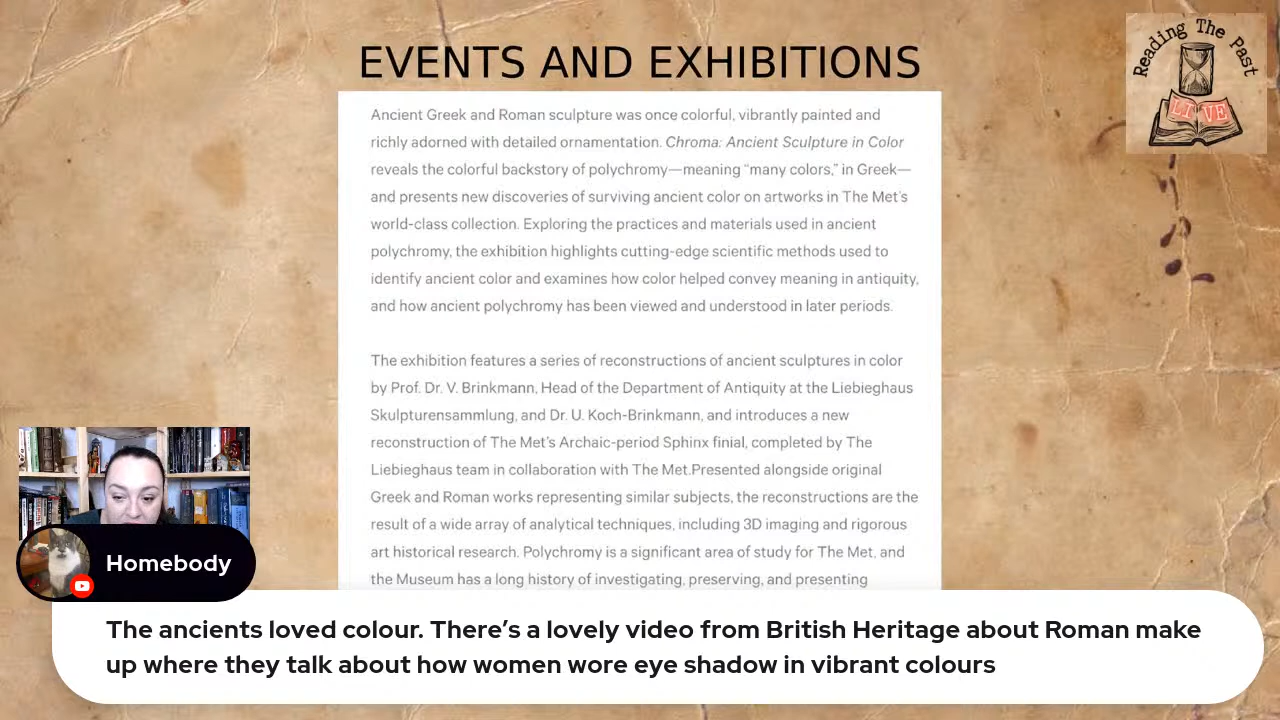 EVENTS AND EXHIBITIONS
Reading The Past
LIVE
Ancient Greek and Roman sculpture was once colorful, vibrantly painted and
richly adorned with detailed ornamentation. Chroma: Ancient Sculpture in Color
reveals the colorful backstory of polychromy—meaning “many colors,” in Greek—
and presents new discoveries of surviving ancient color on artworks in The Met’s
world-class collection. Exploring the practices and materials used in ancient
polychromy, the exhibition highlights cutting-edge scientific methods used to
identify ancient color and examines how color helped convey meaning in antiquity,
and how ancient polychromy has been viewed and understood in later periods.
The exhibition features a series of reconstructions of ancient sculptures in color
by Prof. Dr. V. Brinkmann, Head of the Department of Antiquity at the Liebieghaus
Skulpturensammlung, and Dr. U. Koch-Brinkmann, and introduces a new
reconstruction of The Met’s Archaic-period Sphinx finial, completed by The
Liebieghaus team in collaboration with The Met.Presented alongside original
Greek and Roman works representing similar subjects, the reconstructions are the
result of a wide array of analytical techniques, including 3D imaging and rigorous
art historical research. Polychromy is a significant area of study for The Met, and
the Museum has a long history of investigating, preserving, and presenting
Homebody
The ancients loved colour. There’s a lovely video from British Heritage about Roman make
up where they talk about how women wore eye shadow in vibrant colours